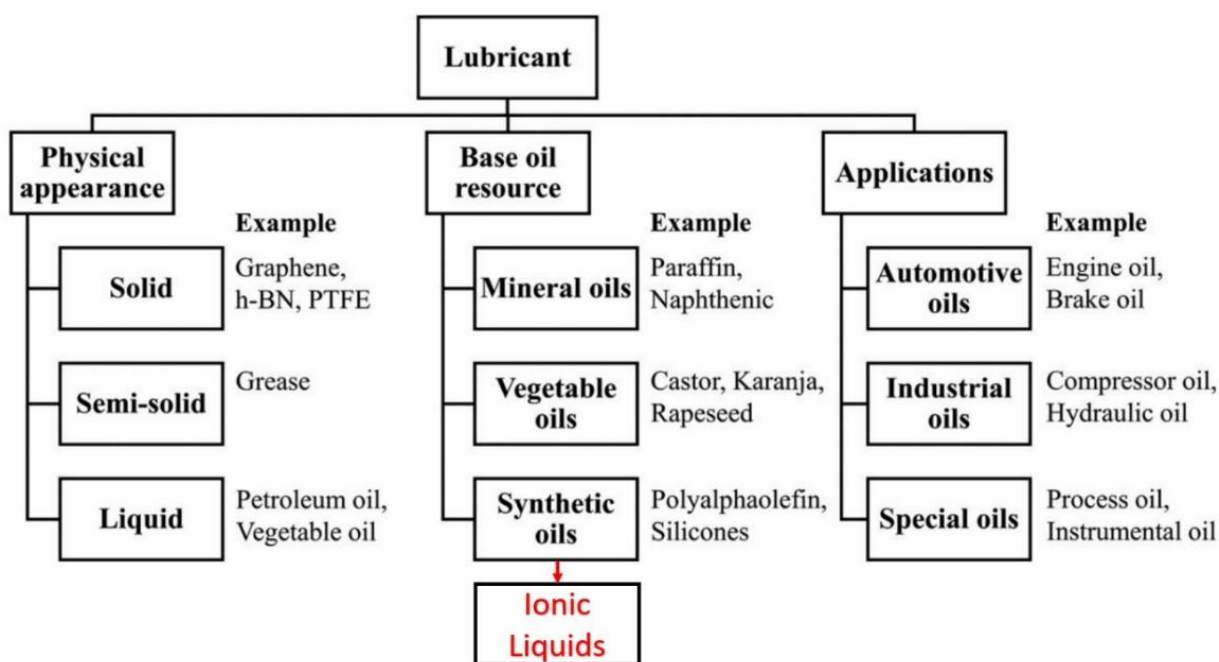 Lubricant
Physical
appearance
Example
Solid
Graphene,
h-BN, PTFE
Semi-solid
Grease
Liquid
Petroleum oil,
Vegetable oil
Base oil
resource
Example
Mineral oils
Paraffin,
Naphthenic
Vegetable
oils
Castor, Karanja,
Rapeseed
Synthetic
oils
Polyalphaolefin,
Silicones
Ionic
Liquids
Applications
Example
Automotive
oils
Engine oil,
Brake oil
Industrial
oils
Compressor oil,
Hydraulic oil
Special oils
Process oil,
Instrumental oil